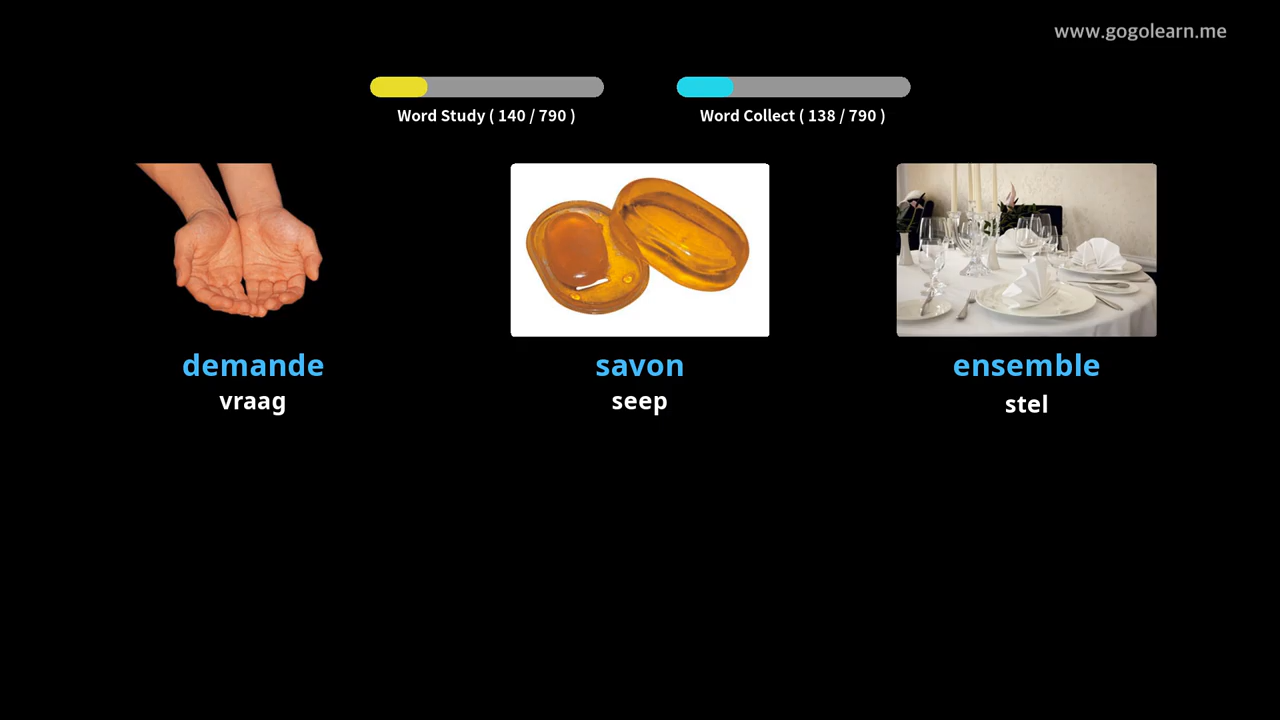 www.gogolearn.me
Word Study ( 140 / 790 )
Word Collect ( 138 / 790 )
demande
vraag
savon
seep
ensemble
stel